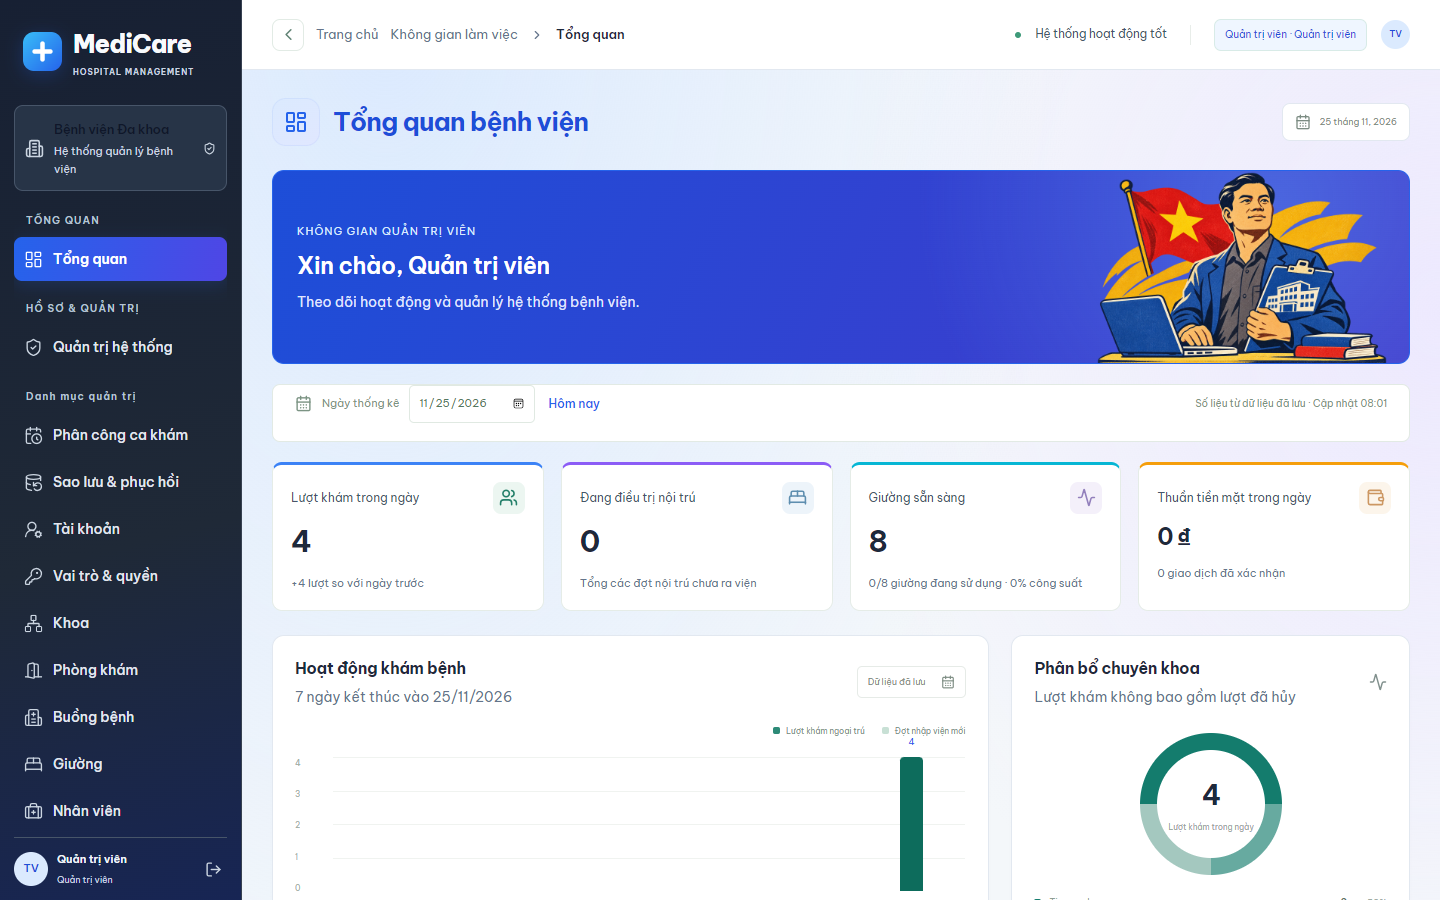 MediCare
HOSPITAL MANAGEMENT
Bệnh viện Đa khoa
Hệ thống quản lý bệnh
viện
TỔNG QUAN
Tổng quan
HỒ SƠ & QUẢN TRỊ
Quản trị hệ thống
Danh mục quản trị
Phân công ca khám
Sao lưu & phục hồi
Tài khoản
Vai trò & quyền
Khoa
Phòng khám
Buồng bệnh
Giường
Nhân viên
TV
Quản trị viên
Quản trị viên
Trang chủ Không gian làm việc > Tổng quan
Hệ thống hoạt động tốt
Quản trị viên · Quản trị viên
TV
Tổng quan bệnh viện
25 tháng 11, 2026
KHÔNG GIAN QUẢN TRỊ VIÊN
Xin chào, Quản trị viên
Theo dõi hoạt động và quản lý hệ thống bệnh viện.
Ngày thống kê
11/25/2026
Hôm nay
Số liệu từ dữ liệu đã lưu · Cập nhật 08:01
Lượt khám trong ngày
4
+4 lượt so với ngày trước
Đang điều trị nội trú
0
Tổng các đợt nội trú chưa ra viện
Giường sẵn sàng
8
0/8 giường đang sử dụng · 0% công suất
Thuần tiền mặt trong ngày
0 ₫
0 giao dịch đã xác nhận
Hoạt động khám bệnh
7 ngày kết thúc vào 25/11/2026
Dữ liệu đã lưu
Lượt khám ngoại trú
Đợt nhập viện mới
4
4
3
2
1
0
Phân bổ chuyên khoa
Lượt khám không bao gồm lượt đã hủy
4
Lượt khám trong ngày